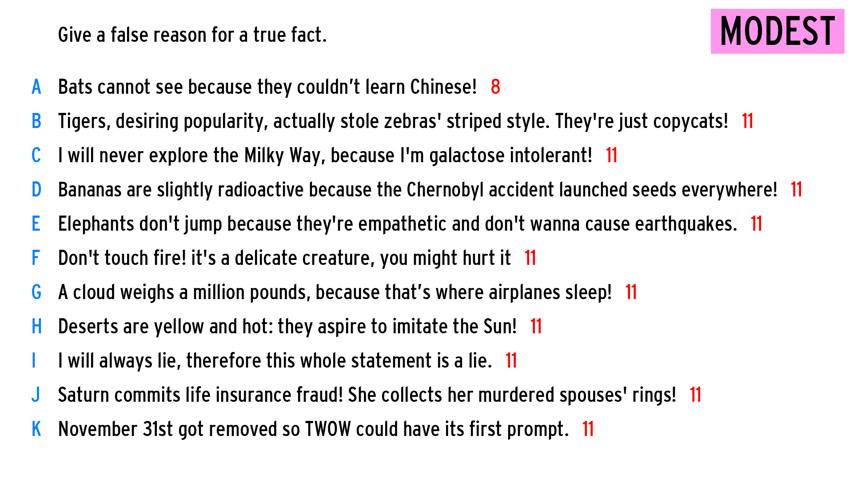 Give a false reason for a true fact.
MODEST
A Bats cannot see because they couldn’t learn Chinese! 8
B Tigers, desiring popularity, actually stole zebras' striped style. They're just copycats! 11
C I will never explore the Milky Way, because I'm galactose intolerant! 11
D Bananas are slightly radioactive because the Chernobyl accident launched seeds everywhere! 11
E Elephants don't jump because they're empathetic and don't wanna cause earthquakes. 11
F Don't touch fire! it's a delicate creature, you might hurt it 11
G A cloud weighs a million pounds, because that’s where airplanes sleep! 11
H Deserts are yellow and hot: they aspire to imitate the Sun! 11
I I will always lie, therefore this whole statement is a lie. 11
J Saturn commits life insurance fraud! She collects her murdered spouses' rings! 11
K November 31st got removed so TWOW could have its first prompt. 11